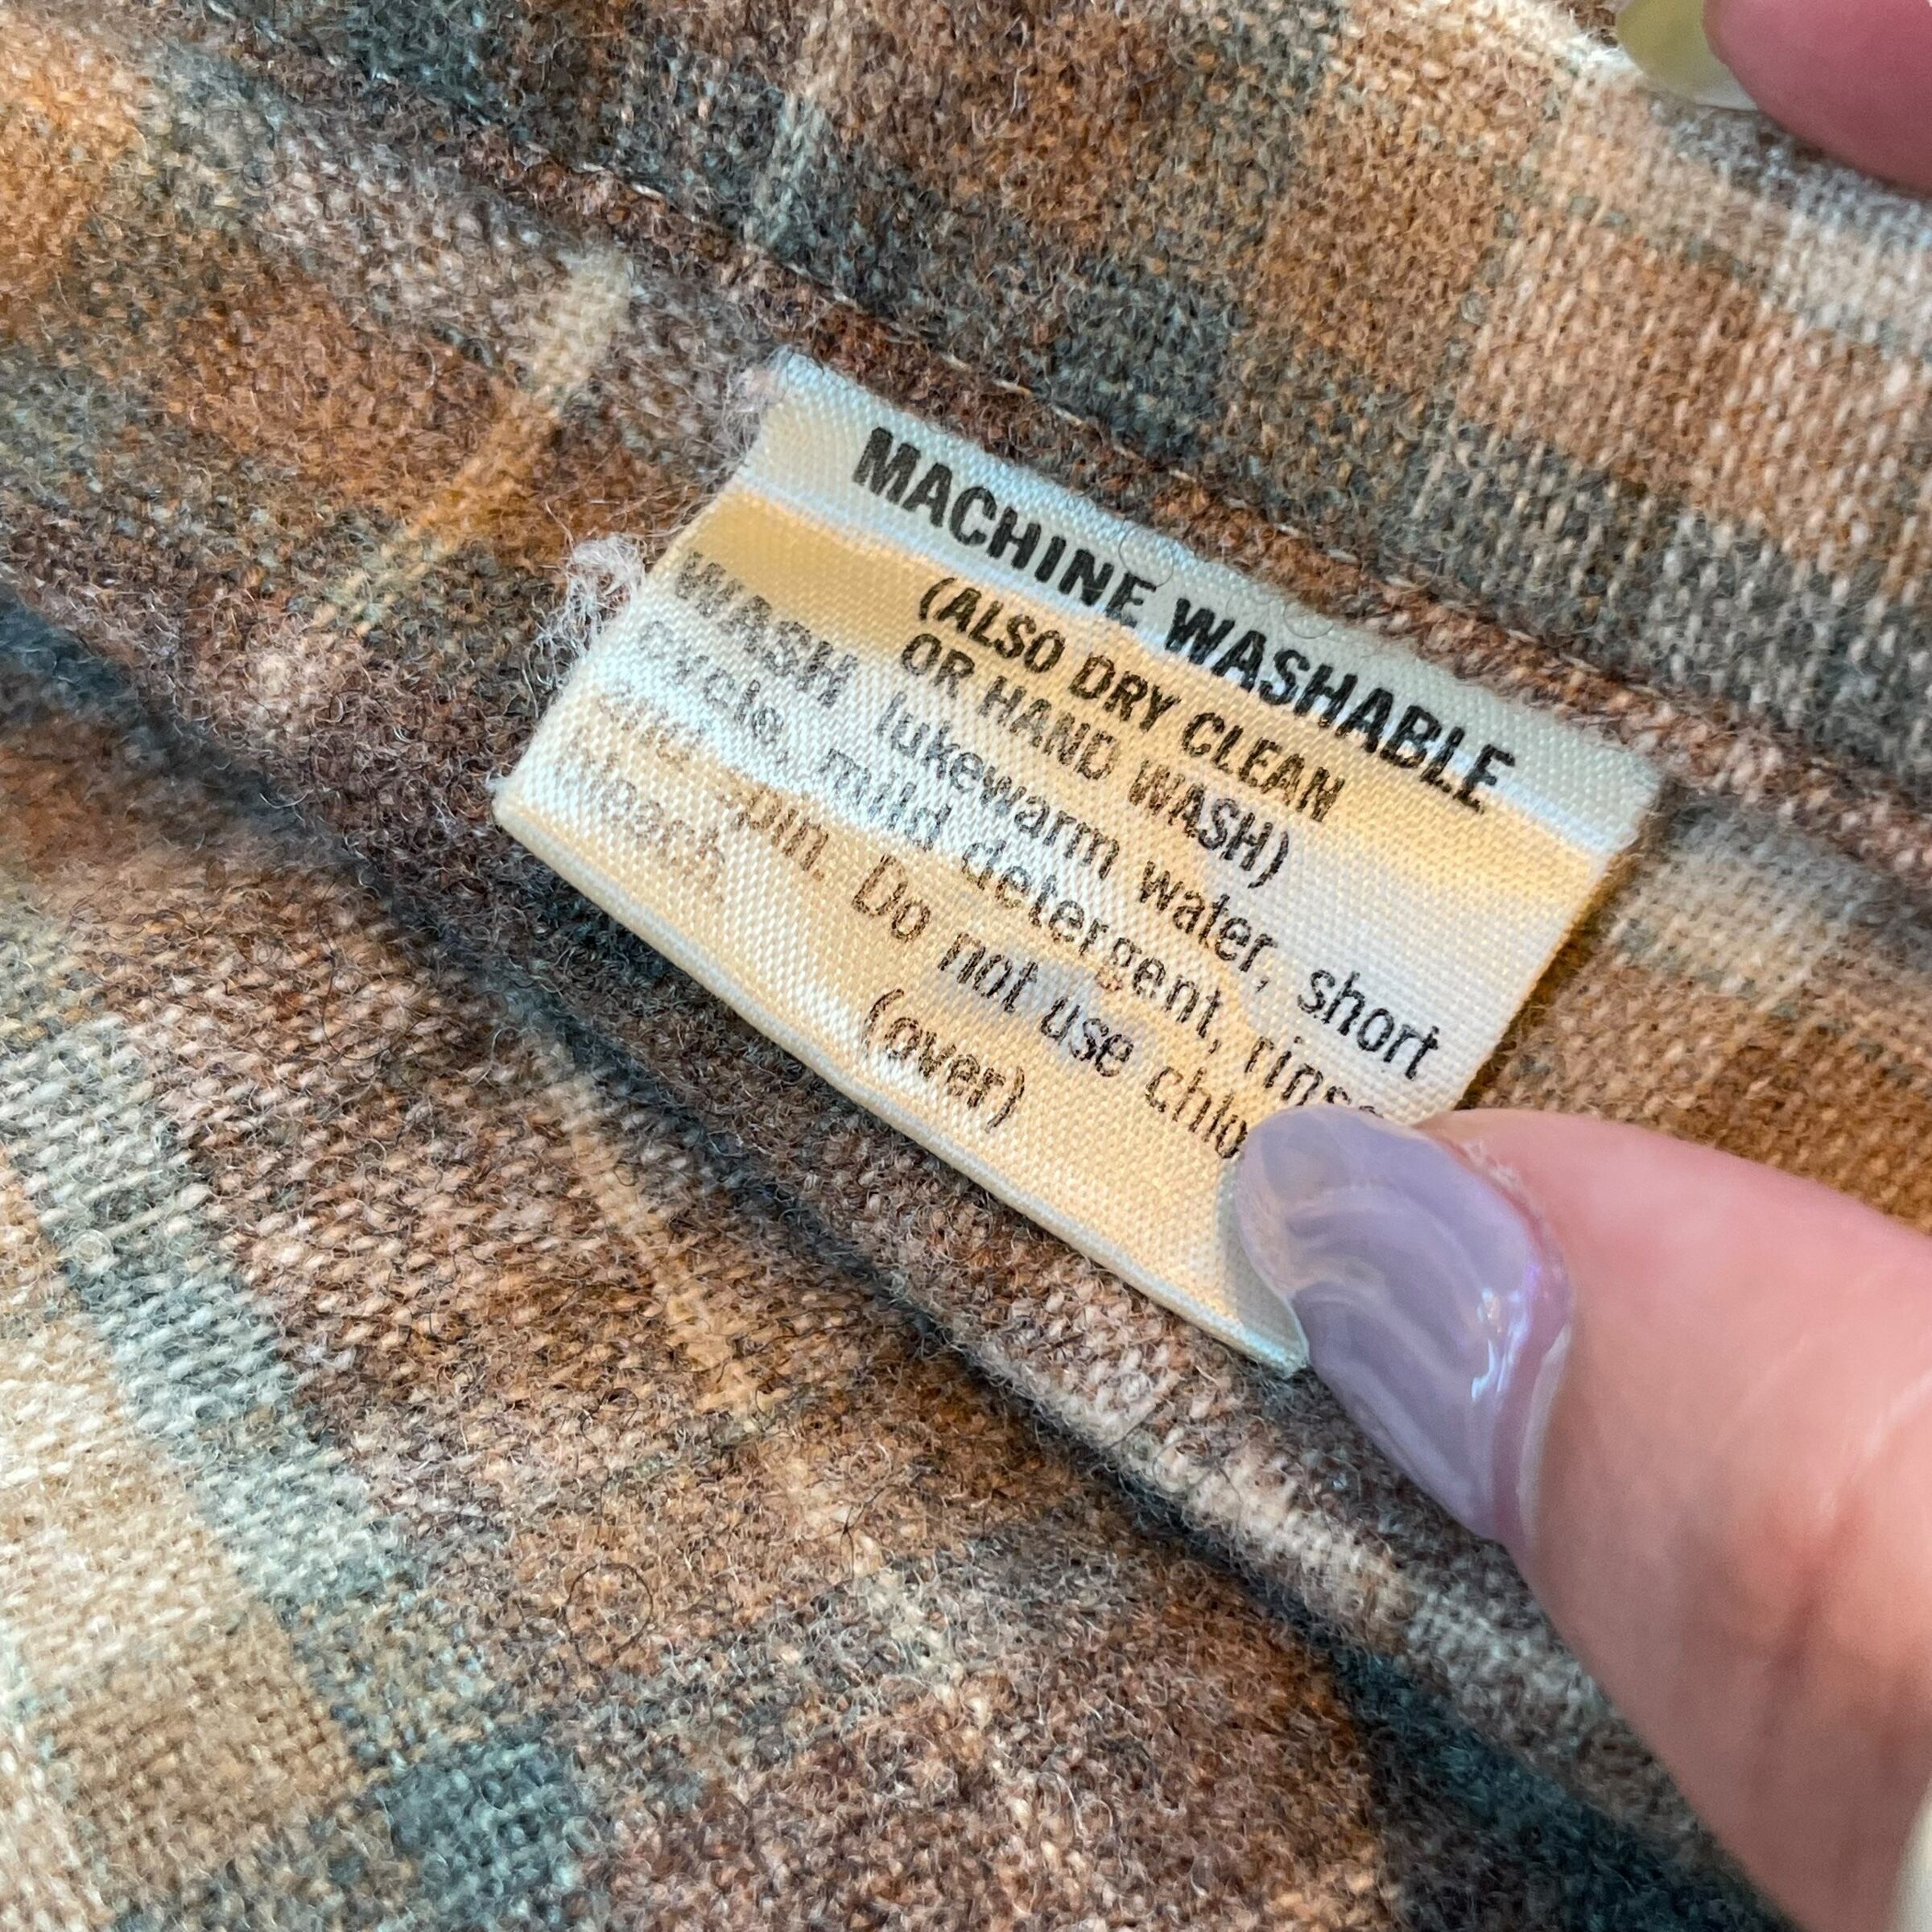 MACHINE WASHABLE
(ALSO DRY CLEAN
OR HAND WASH)
WASH lukewarm water, short
cycle, mild detergent, rinse
and spin. Do not use chlo
bleach.
(over)